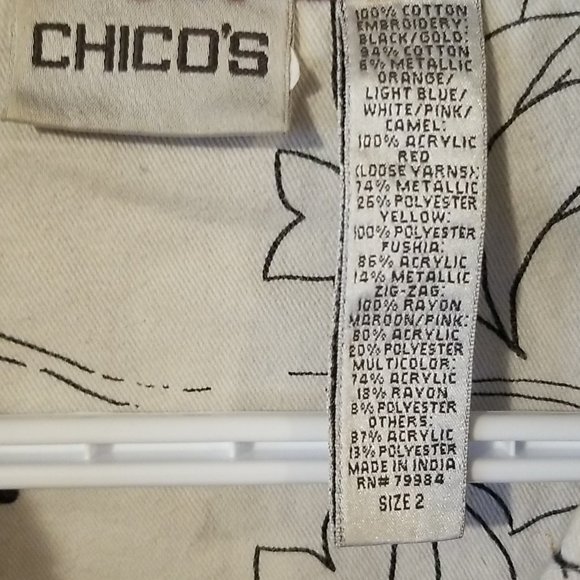 CHICO'S
100% COTTON
EMBROIDERY:
BLACK/GOLD:
94% COTTON
6% METALLIC
ORANGE/
LIGHT BLUE/
WHITE/PINK/
CAMEL:
100% ACRYLIC
RED
(LOOSE YARNS):
74% METALLIC
26% POLYESTER
YELLOW:
100% POLYESTER
FUSHIA:
86% ACRYLIC
14% METALLIC
ZIG-ZAG:
100% RAYON
MAROON/PINK:
80% ACRYLIC
20% POLYESTER
MULTICOLOR:
74% ACRYLIC
18% RAYON
8% POLYESTER
OTHERS:
87% ACRYLIC
13% POLYESTER
MADE IN INDIA
RN# 79984
SIZE 2